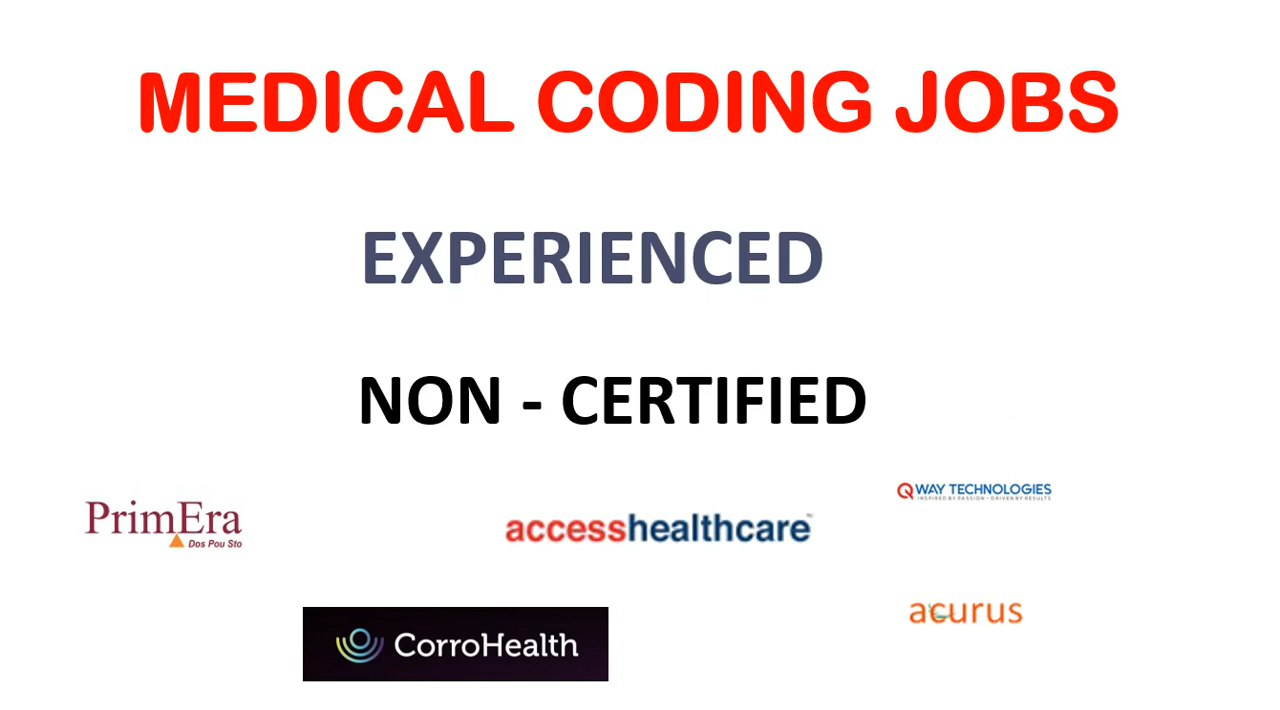 MEDICAL CODING JOBS
EXPERIENCED
NON - CERTIFIED
PrimEra
Dos Pou Sto
accesshealthcare™
QWAY TECHNOLOGIES
INSPIRED BY PASSION - DRIVEN BY RESULTS
CorroHealth
acurus